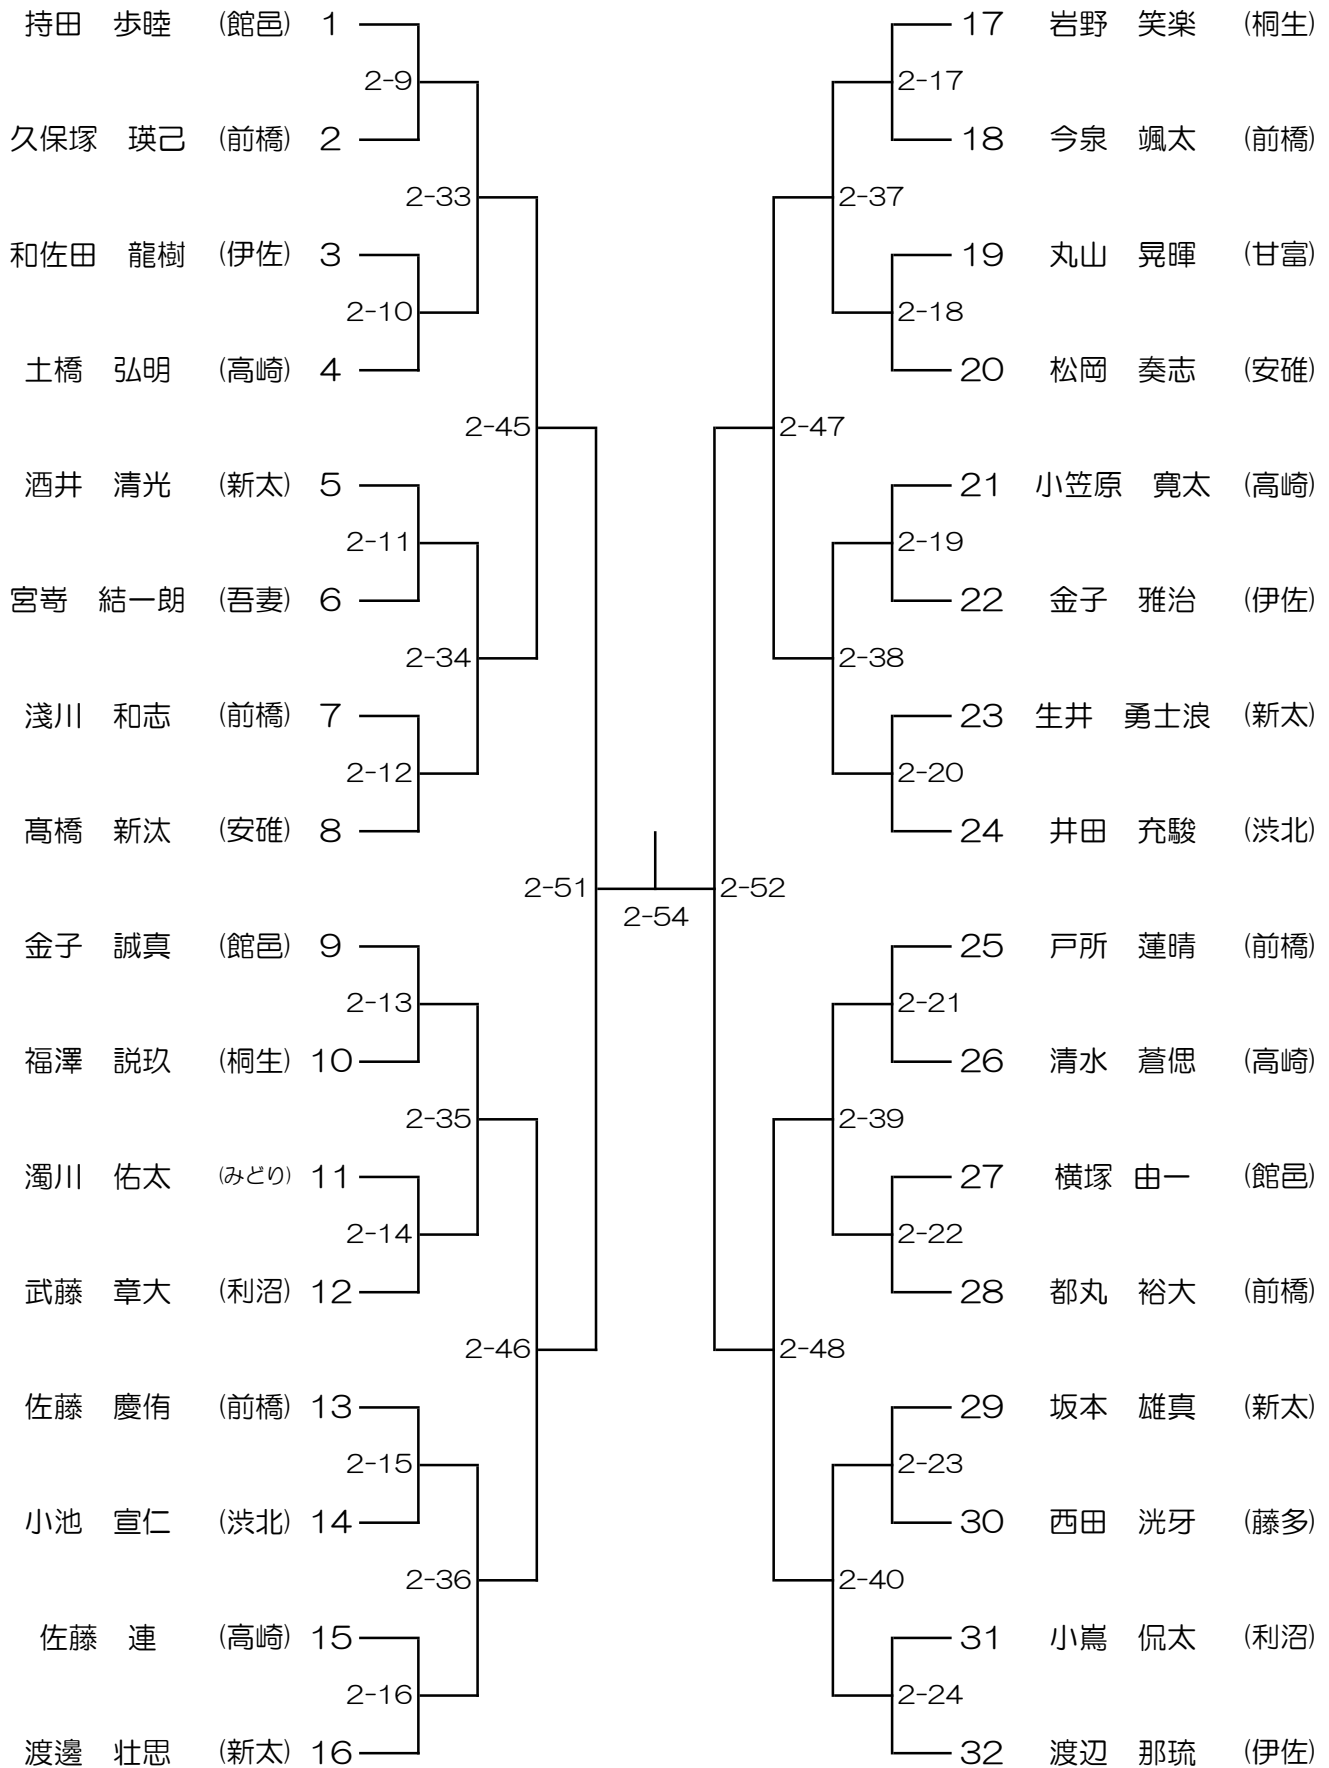 持田　歩睦　(館邑)　1
2-9
久保塚　瑛己　(前橋)　2
2-33
和佐田　龍樹　(伊佐)　3
2-10
土橋　弘明　(高崎)　4
2-45
酒井　清光　(新太)　5
2-11
宮嵜　結一朗　(吾妻)　6
2-34
淺川　和志　(前橋)　7
2-12
髙橋　新汰　(安碓)　8
2-51
金子　誠真　(館邑)　9
2-13
福澤　説玖　(桐生)　10
2-35
濁川　佑太　(みどり)　11
2-14
武藤　章大　(利沼)　12
2-46
佐藤　慶侑　(前橋)　13
2-15
小池　宣仁　(渋北)　14
2-36
佐藤　連　(高崎)　15
2-16
渡邊　壮思　(新太)　16
2-54
17　岩野　笑楽　(桐生)
2-17
18　今泉　颯太　(前橋)
2-37
19　丸山　晃暉　(甘富)
2-18
20　松岡　奏志　(安碓)
2-47
21　小笠原　寛太　(高崎)
2-19
22　金子　雅治　(伊佐)
2-38
23　生井　勇士浪　(新太)
2-20
24　井田　充駿　(渋北)
2-52
25　戸所　蓮晴　(前橋)
2-21
26　清水　蒼偲　(高崎)
2-39
27　横塚　由一　(館邑)
2-22
28　都丸　裕大　(前橋)
2-48
29　坂本　雄真　(新太)
2-23
30　西田　洸牙　(藤多)
2-40
31　小嶌　侃太　(利沼)
2-24
32　渡辺　那琉　(伊佐)